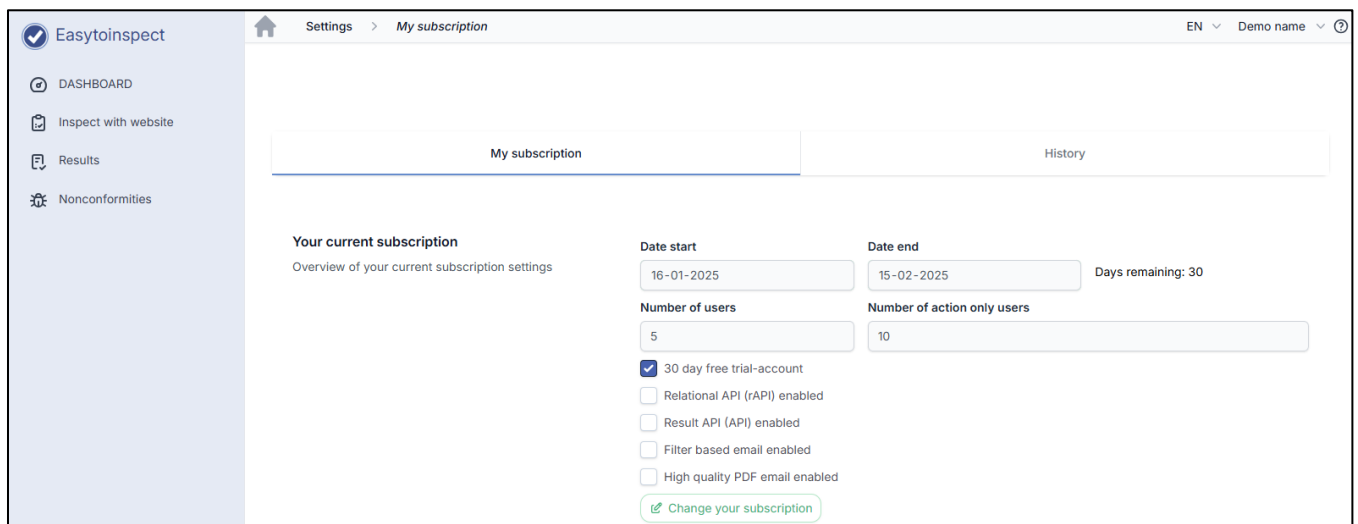 Easytoinspect
Settings > My subscription
EN
Demo name
DASHBOARD
Inspect with website
Results
Nonconformities
My subscription
History
Your current subscription
Overview of your current subscription settings
Date start
Date end
16-01-2025
15-02-2025
Days remaining: 30
Number of users
Number of action only users
5
10
30 day free trial-account
Relational API (rAPI) enabled
Result API (API) enabled
Filter based email enabled
High quality PDF email enabled
Change your subscription